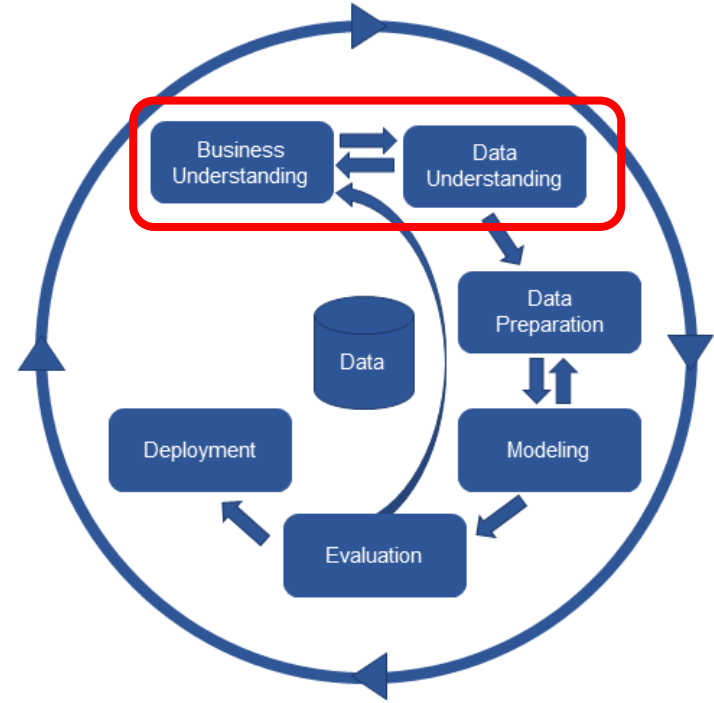 Business
Understanding
Data
Understanding
Data
Preparation
Data
Deployment
Modeling
Evaluation